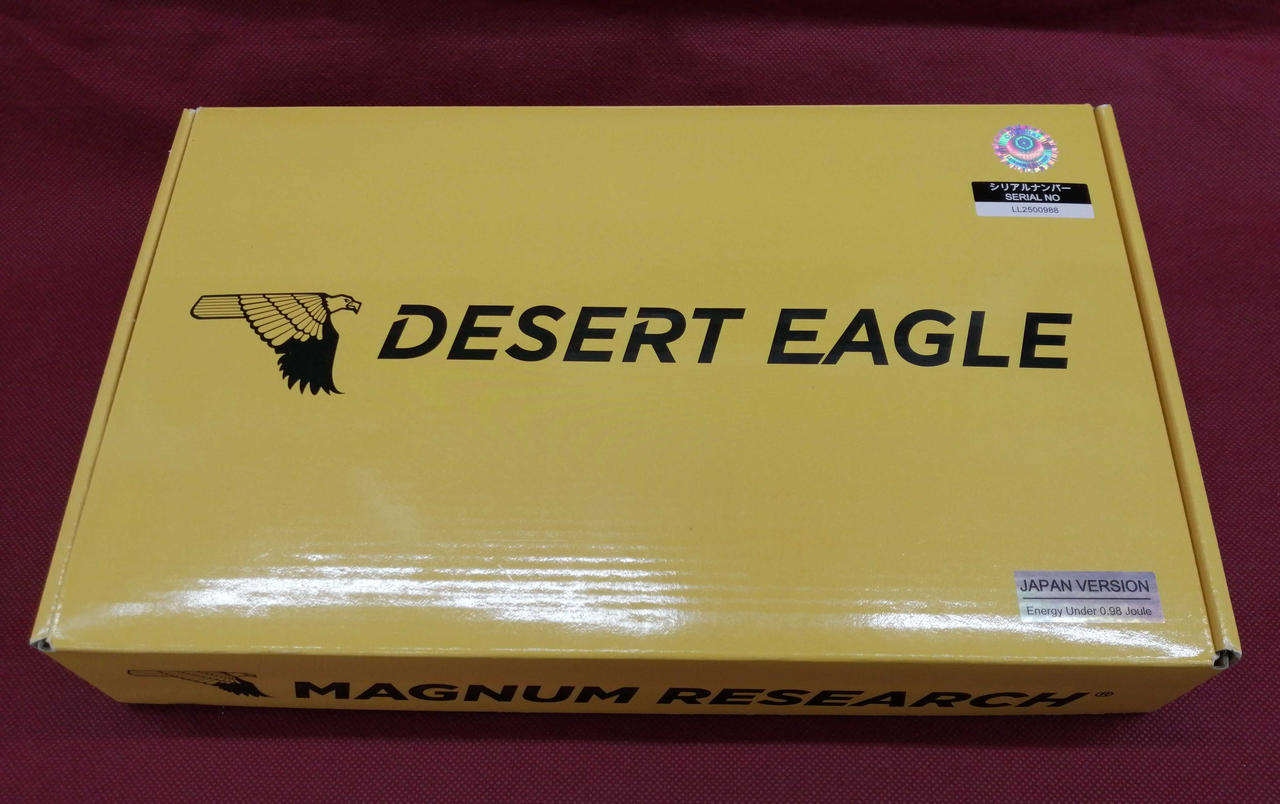 シリアルナンバー
SERIAL NO
LL2500988
DESERT EAGLE
JAPAN VERSION
Energy Under 0.98 Joule
MAGNUM RESEARCH®